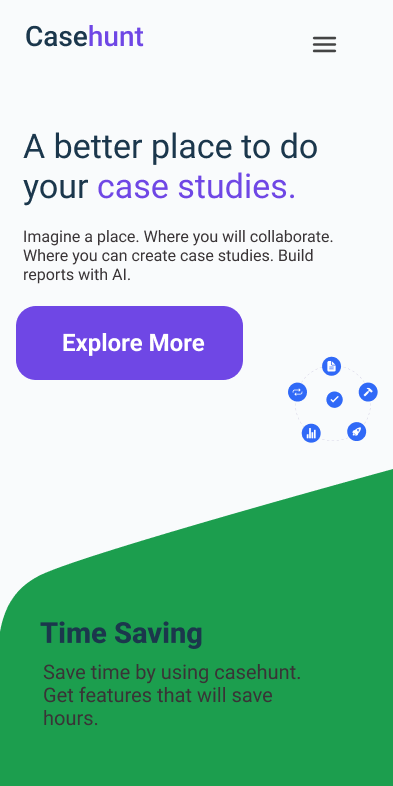 Casehunt
A better place to do
your case studies.
Imagine a place. Where you will collaborate.
Where you can create case studies. Build
reports with AI.
Explore More
Time Saving
Save time by using casehunt.
Get features that will save
hours.